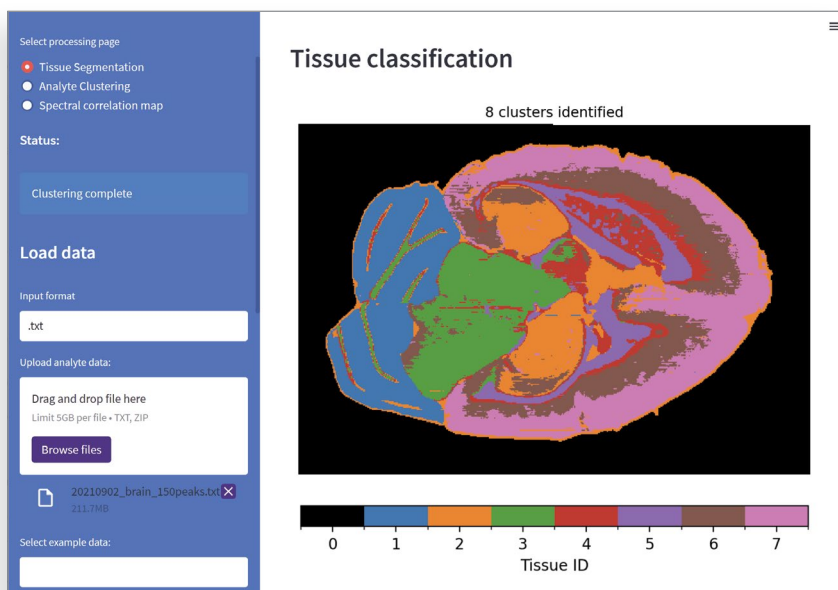 Select processing page
Tissue Segmentation
Analyte Clustering
Spectral correlation map
Status:
Clustering complete
Load data
Input format
.txt
Upload analyte data:
Drag and drop file here
Limit 5GB per file • TXT, ZIP
Browse files
20210902_brain_150peaks.txt
211.7MB
Select example data:
Tissue classification
8 clusters identified
0 1 2 3 4 5 6 7
Tissue ID